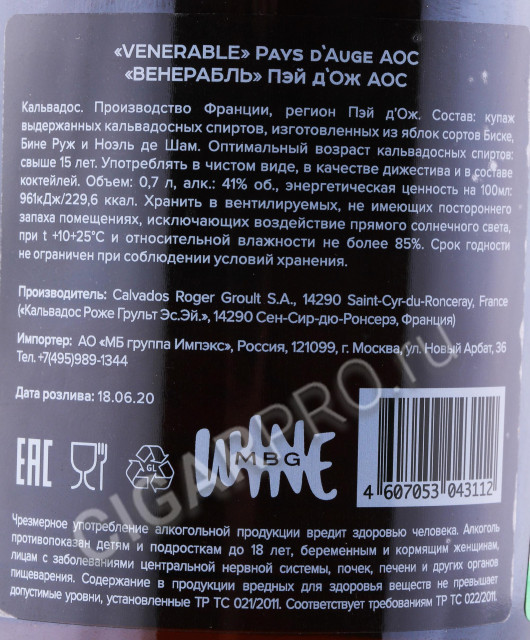 «VENERABLE» PAYS D'AUGE AOC
«ВЕНЕРАБЛЬ» ПЭЙ Д'ОЖ АОС
Кальвадос. Производство Франции, регион Пэй д'Ож. Состав: купаж
выдержанных кальвадосных спиртов, изготовленных из яблок сортов Биске,
Бине Руж и Ноэль де Шам. Оптимальный возраст кальвадосных спиртов:
свыше 15 лет. Употреблять в чистом виде, в качестве дижестива и в составе
коктейлей. Объем: 0,7 л, алк.: 41% об., энергетическая ценность на 100мл:
961кДж/229,6 ккал. Хранить в вентилируемых, не имеющих постороннего
запаха помещениях, исключающих воздействие прямого солнечного света,
при t +10+25°C и относительной влажности не более 85%. Срок годности
не ограничен при соблюдении условий хранения.
Производитель: Calvados Roger Groult S.A., 14290 Saint-Cyr-du-Ronceray, France
(«Кальвадос Роже Грульт Эс.Эй.», 14290 Сен-Сир-дю-Ронсерэ, Франция)
Импортер: АО «МБ группа Импэкс», Россия, 121099, г. Москва, ул. Новый Арбат, 36
Тел. +7(495)989-1344
Дата розлива: 18.06.20
EAC
GL
WINE
MBG
4 607053 043112
CIGARPRO.ru
Чрезмерное употребление алкогольной продукции вредит здоровью человека. Алкоголь
противопоказан детям и подросткам до 18 лет, беременным и кормящим женщинам,
лицам с заболеваниями центральной нервной системы, почек, печени и других органов
пищеварения. Содержание в продукции вредных для здоровья веществ не превышает
допустимые уровни, установленные ТР ТС 021/2011. Соответствует требованиям ТР ТС 022/2011.